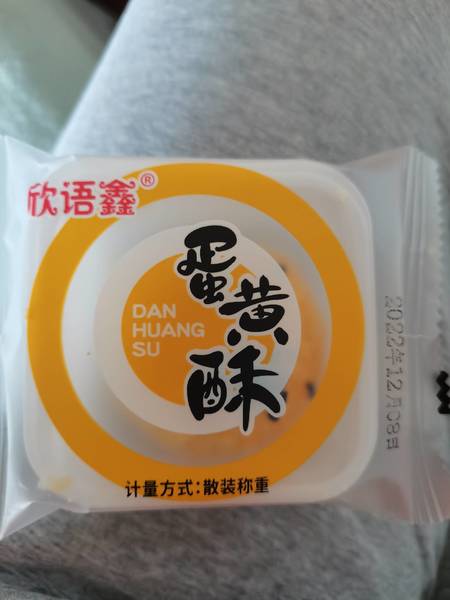 欣语鑫®
蛋黄酥
DAN
HUANG
SU
2022年12月08日
计量方式:散装称重